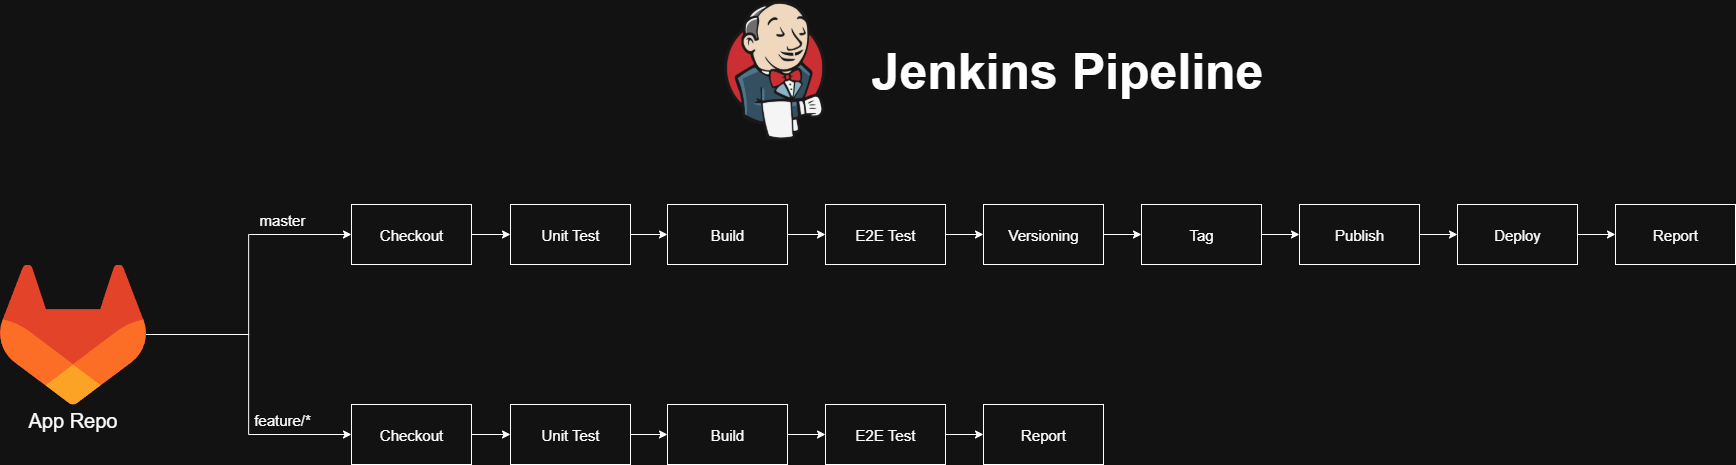 Jenkins Pipeline
master
Checkout
Unit Test
Build
E2E Test
Versioning
Tag
Publish
Deploy
Report
App Repo
feature/*
Checkout
Unit Test
Build
E2E Test
Report